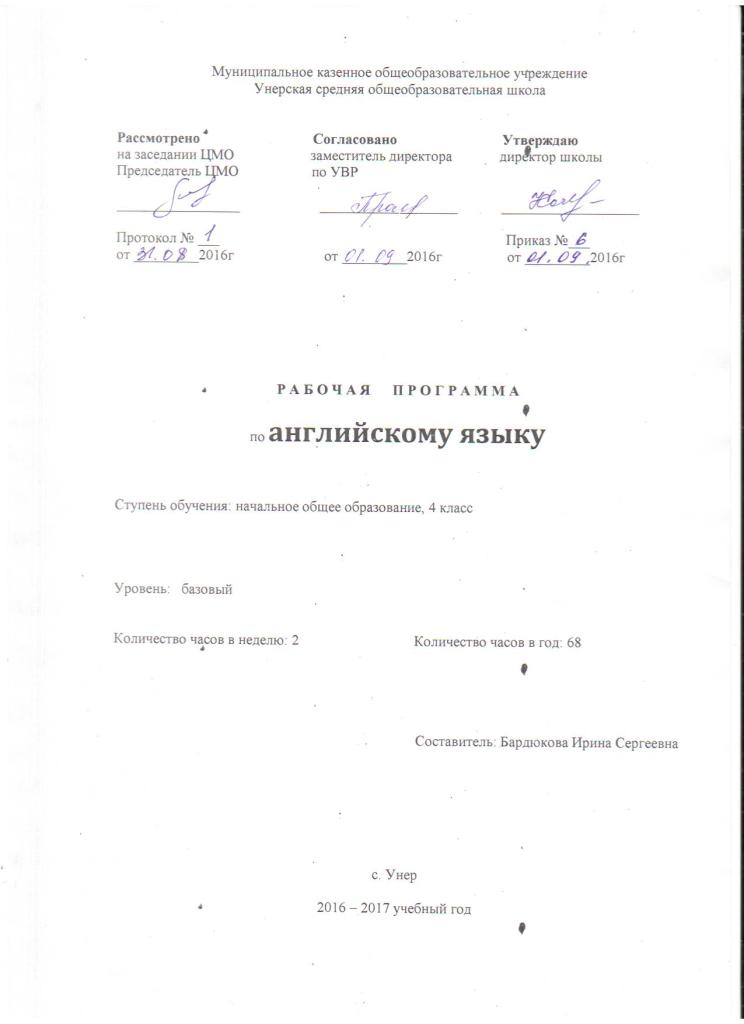 Муниципальное казенное общеобразовательное учреждение
Унерская средняя общеобразовательная школа
Рассмотрено Согласовано Утверждаю
на заседании ЦМО заместитель директора директор школы
Председатель ЦМО по УВР
Протокол № 1 Приказ № 6
от 31.08 2016г от 01.09 2016г от 01.09.2016г
РАБОЧАЯ ПРОГРАММА
по английскому языку
Ступень обучения: начальное общее образование, 4 класс
Уровень: базовый
Количество часов в неделю: 2 Количество часов в год: 68
Составитель: Бардюкова Ирина Сергеевна
с. Унер
2016 – 2017 учебный год